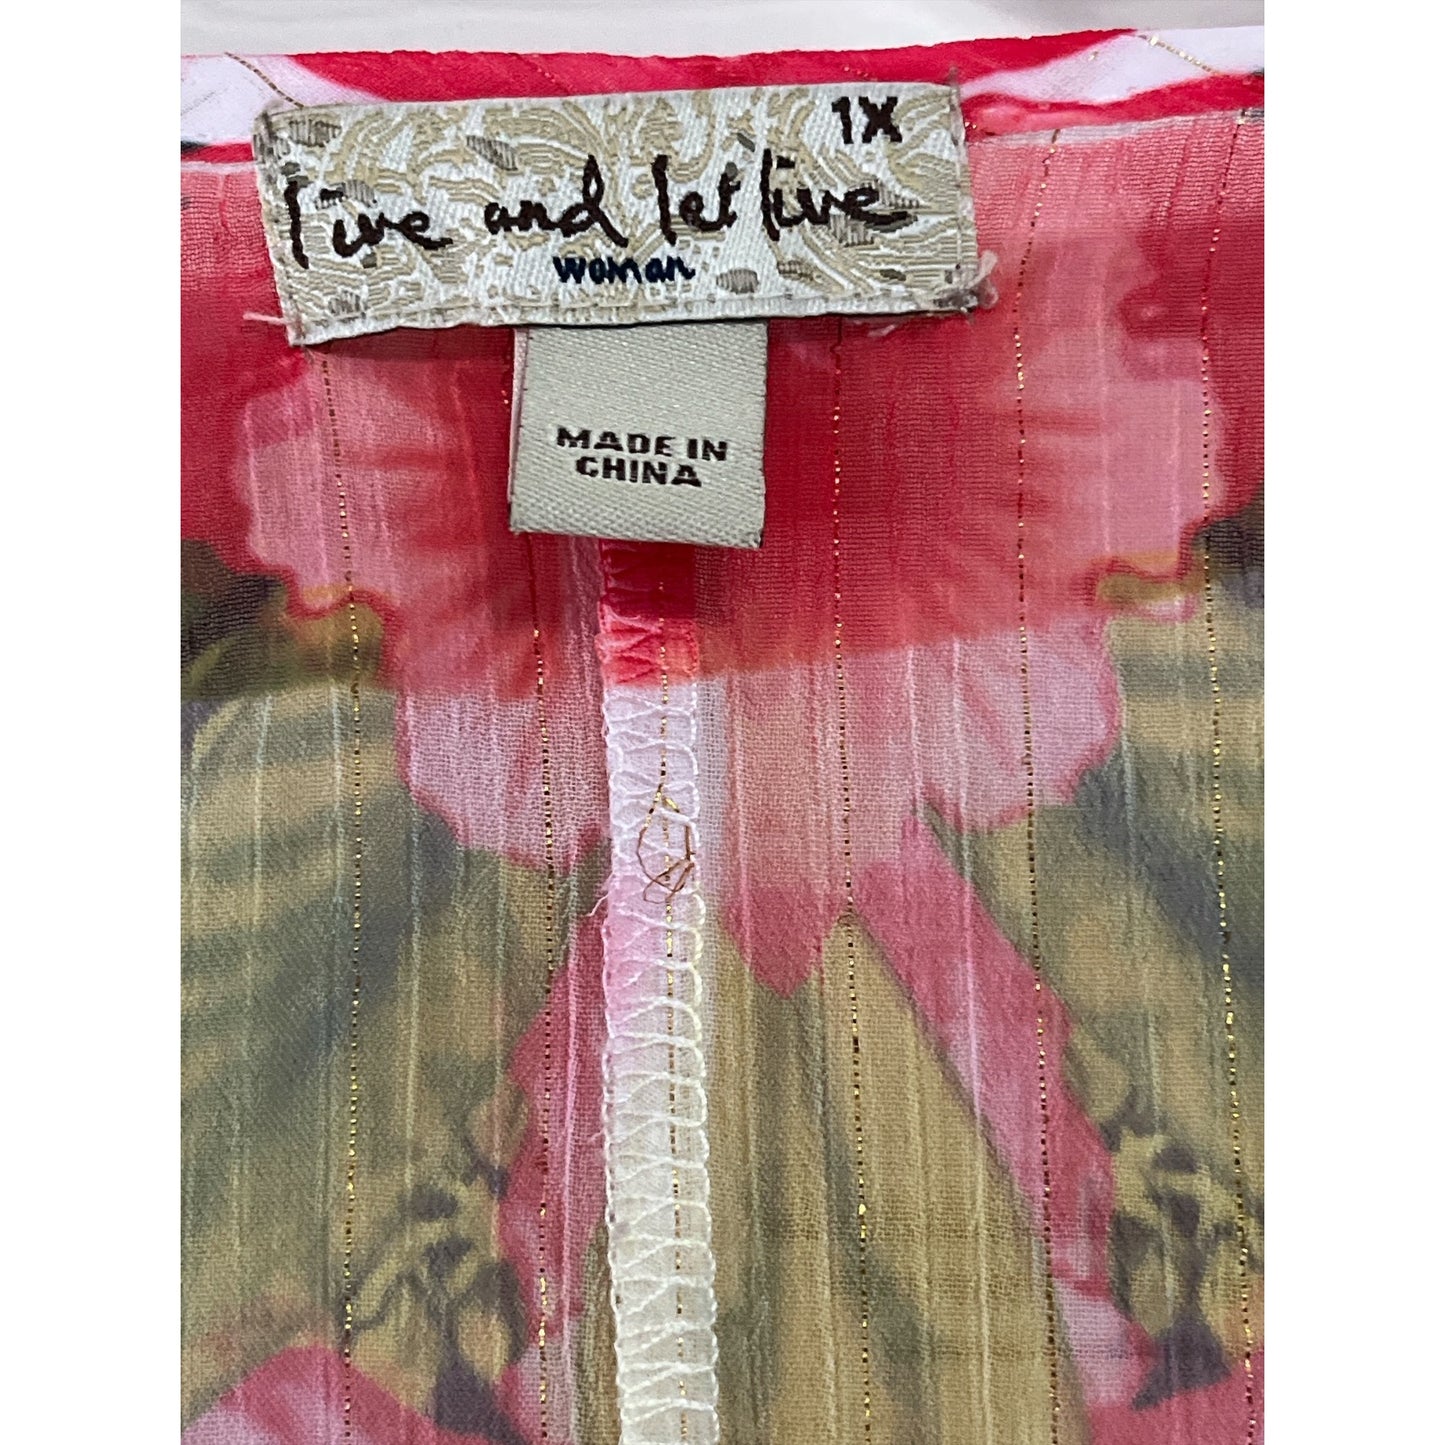 1X
live and let live
woman
MADE IN
CHINA